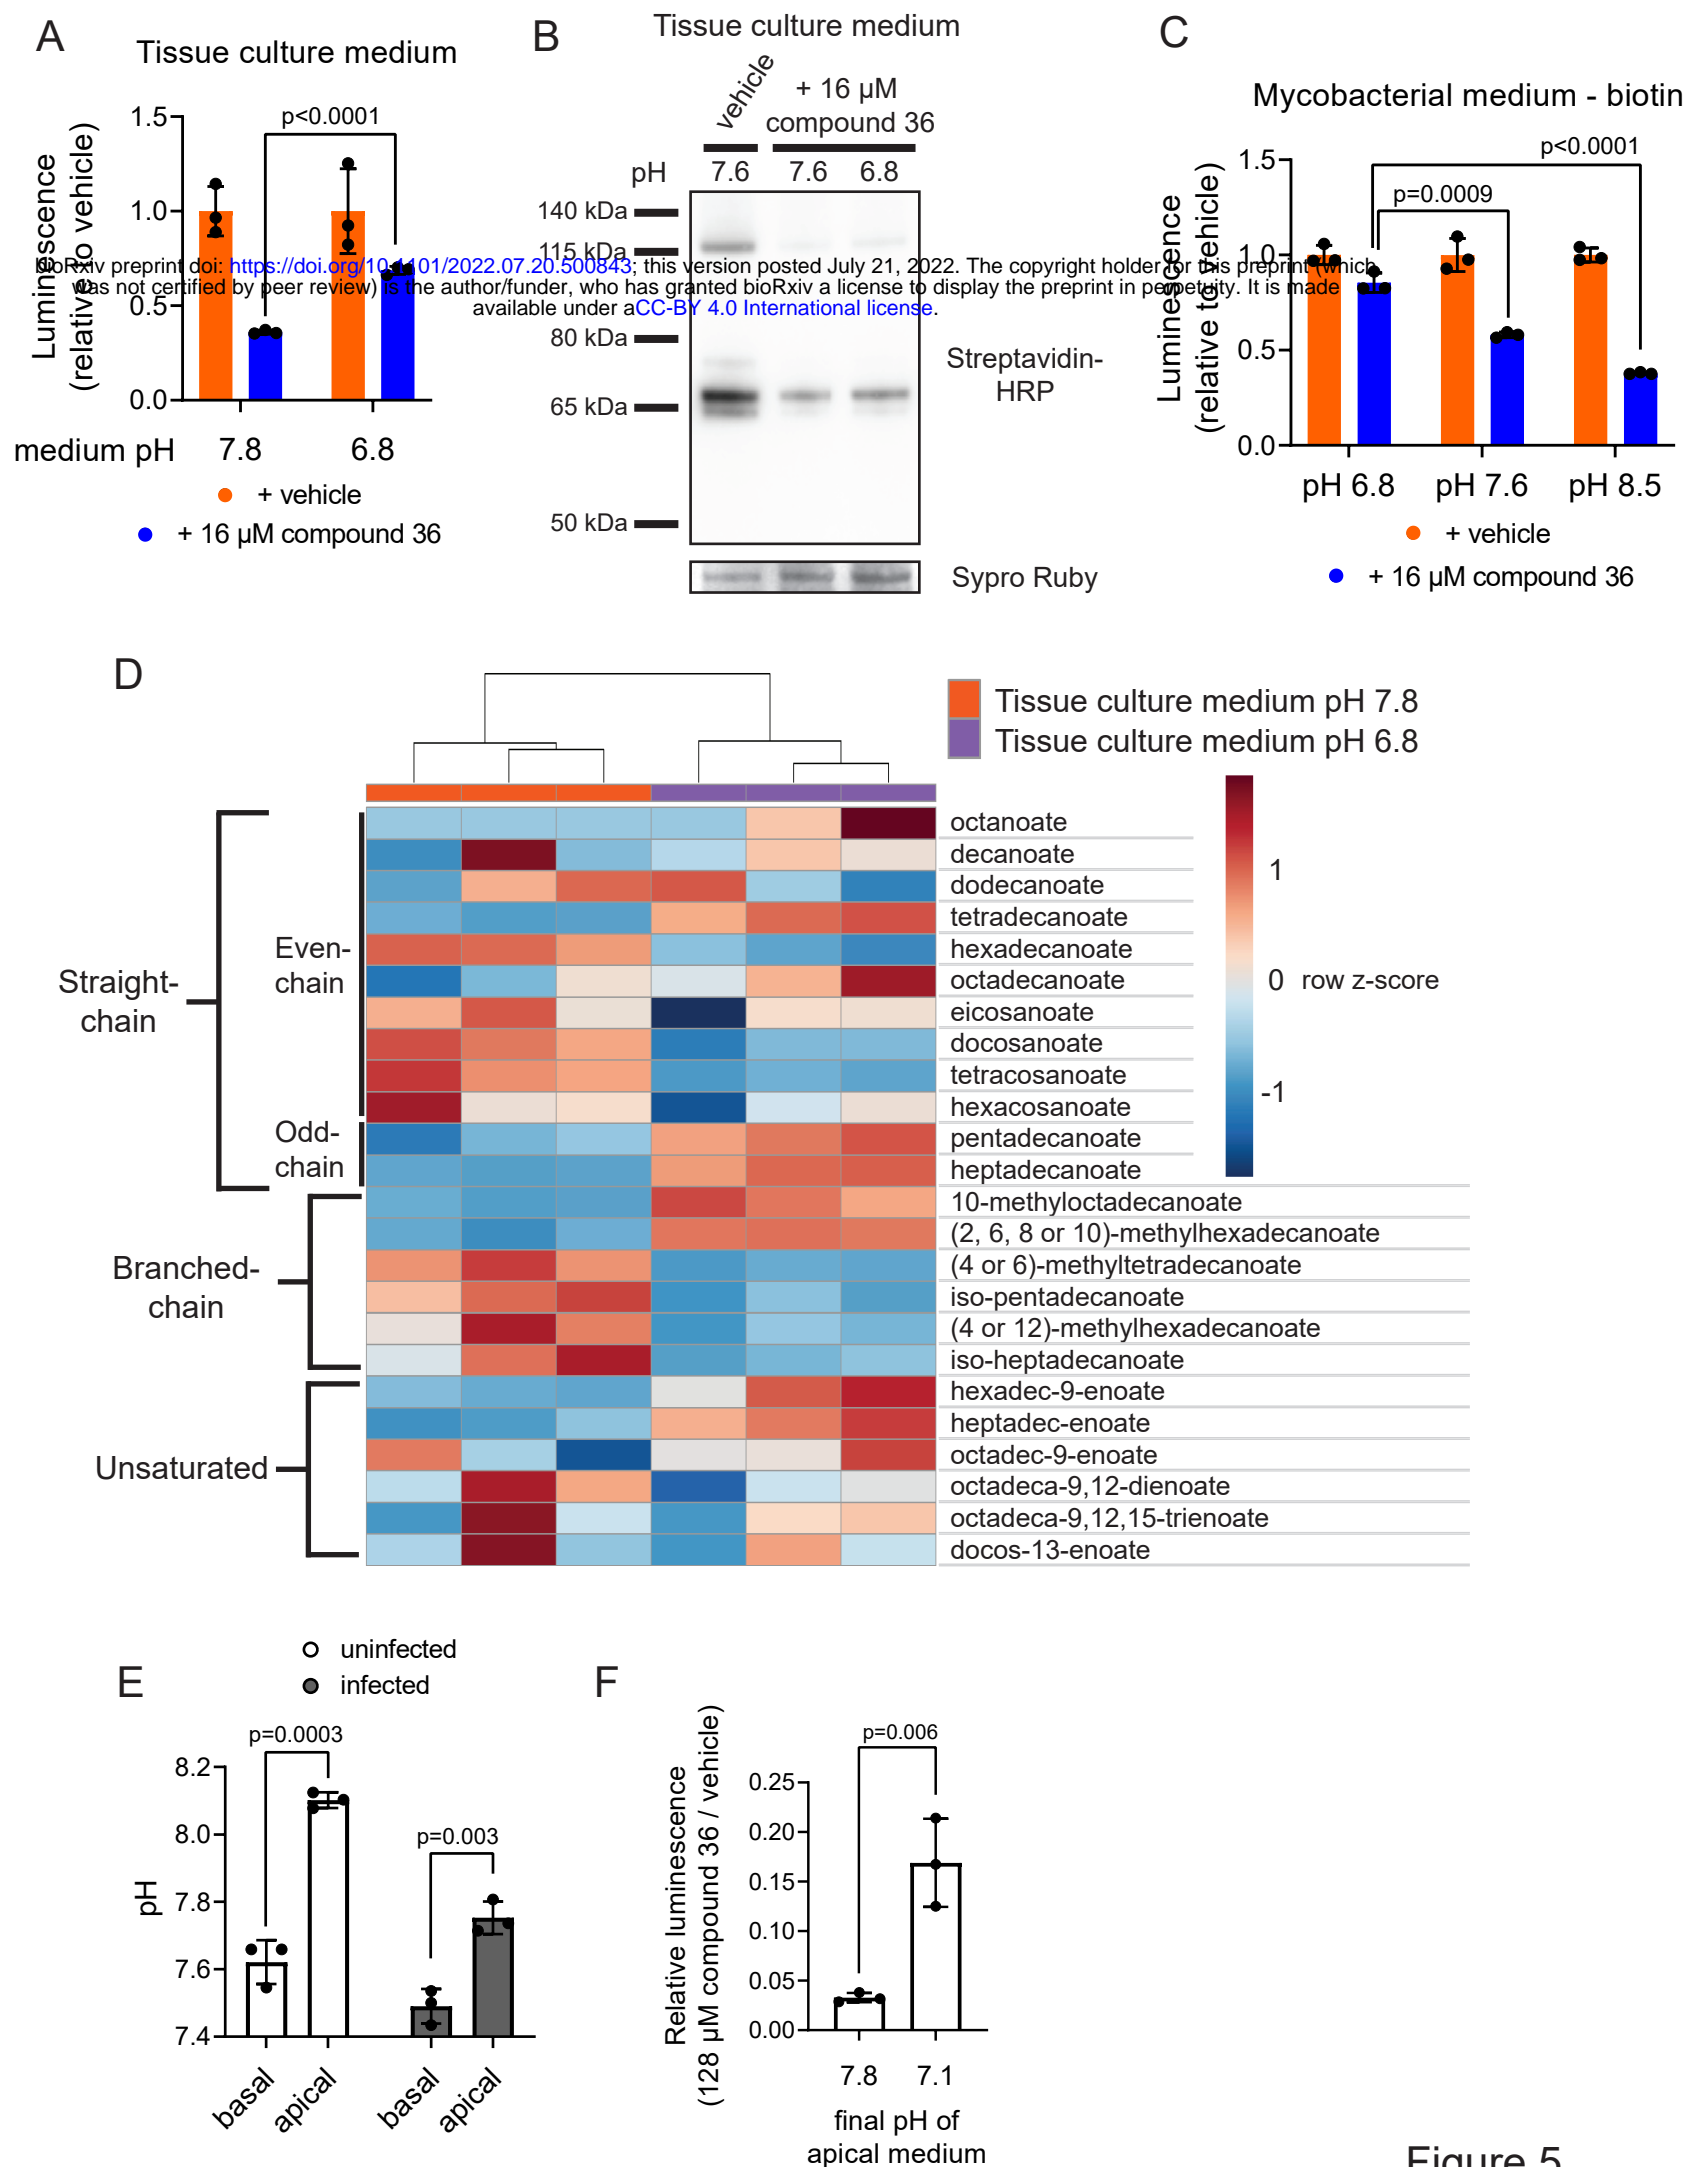 A
Tissue culture medium
Luminescence
(relative to vehicle)
1.5
1.0
0.5
0.0
p<0.0001
medium pH 7.8 6.8
+ vehicle
+ 16 µM compound 36
B
Tissue culture medium
vehicle
+ 16 µM
compound 36
pH 7.6 7.6 6.8
140 kDa
115 kDa
80 kDa
65 kDa
50 kDa
Streptavidin-
HRP
Sypro Ruby
C
Mycobacterial medium - biotin
Luminescence
(relative to vehicle)
1.5
1.0
0.5
0.0
p<0.0001
p=0.0009
pH 6.8 pH 7.6 pH 8.5
+ vehicle
+ 16 µM compound 36
bioRxiv preprint doi: https://doi.org/10.1101/2022.07.20.500843; this version posted July 21, 2022. The copyright holder for this preprint (which
was not certified by peer review) is the author/funder, who has granted bioRxiv a license to display the preprint in perpetuity. It is made
available under aCC-BY 4.0 International license.
D
Tissue culture medium pH 7.8
Tissue culture medium pH 6.8
Straight-
chain
Even-
chain
Odd-
chain
Branched-
chain
Unsaturated
octanoate
decanoate
dodecanoate
tetradecanoate
hexadecanoate
octadecanoate
eicosanoate
docosanoate
tetracosanoate
hexacosanoate
pentadecanoate
heptadecanoate
10-methyloctadecanoate
(2, 6, 8 or 10)-methylhexadecanoate
(4 or 6)-methyltetradecanoate
iso-pentadecanoate
(4 or 12)-methylhexadecanoate
iso-heptadecanoate
hexadec-9-enoate
heptadec-enoate
octadec-9-enoate
octadeca-9,12-dienoate
octadeca-9,12,15-trienoate
docos-13-enoate
1
0 row z-score
-1
E
uninfected
infected
pH
8.2
8.0
7.8
7.6
7.4
p=0.0003
p=0.003
basal apical basal apical
F
Relative luminescence
(128 µM compound 36 / vehicle)
0.25
0.20
0.15
0.10
0.05
0.00
p=0.006
7.8 7.1
final pH of
apical medium
Figure 5